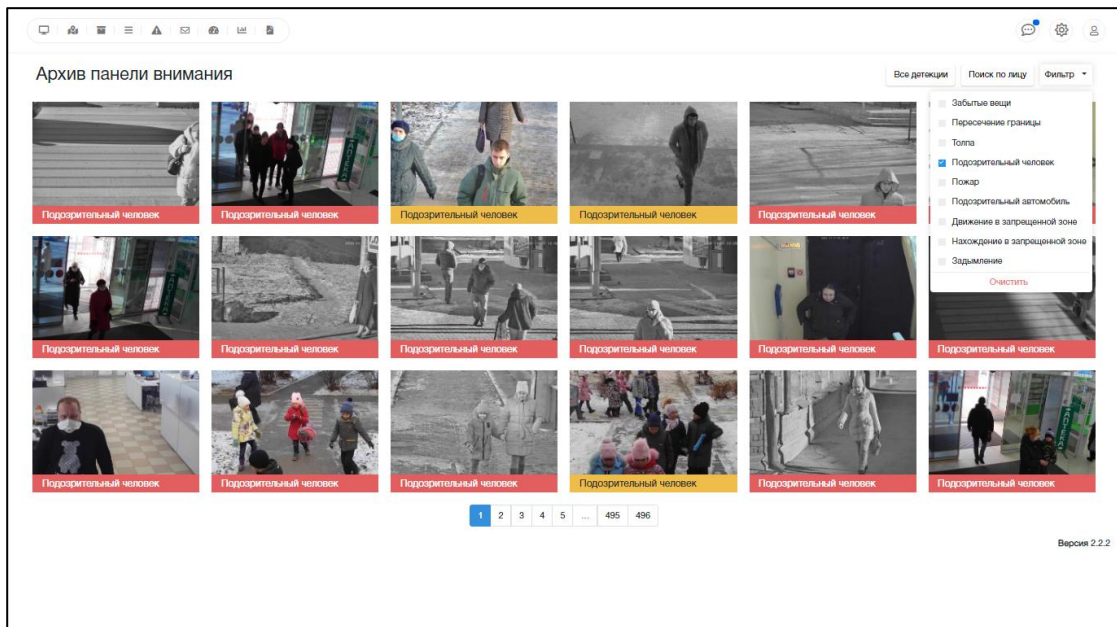 Архив панели внимания
Все детекции
Поиск по лицу
Фильтр
Забытые вещи
Пересечение границы
Толпа
Подозрительный человек
Пожар
Подозрительный автомобиль
Движение в запрещенной зоне
Нахождение в запрещенной зоне
Задымление
Очистить
Подозрительный человек
Подозрительный человек
Подозрительный человек
Подозрительный человек
Подозрительный человек
АПТЕКА
Подозрительный человек
Подозрительный человек
Подозрительный человек
Подозрительный человек
Подозрительный человек
Подозрительный человек
Подозрительный человек
Подозрительный человек
Подозрительный человек
Подозрительный человек
Подозрительный человек
Подозрительный человек
1 2 3 4 5 ... 495 496
Версия 2.2.2